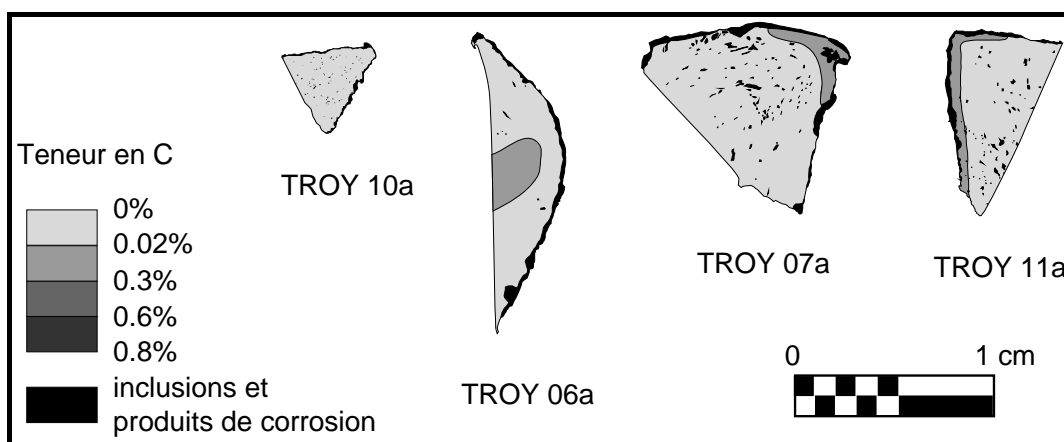 Teneur en C
0%
0.02%
0.3%
0.6%
0.8%
inclusions et
produits de corrosion
TROY 10a
TROY 06a
TROY 07a
TROY 11a
0 1 cm